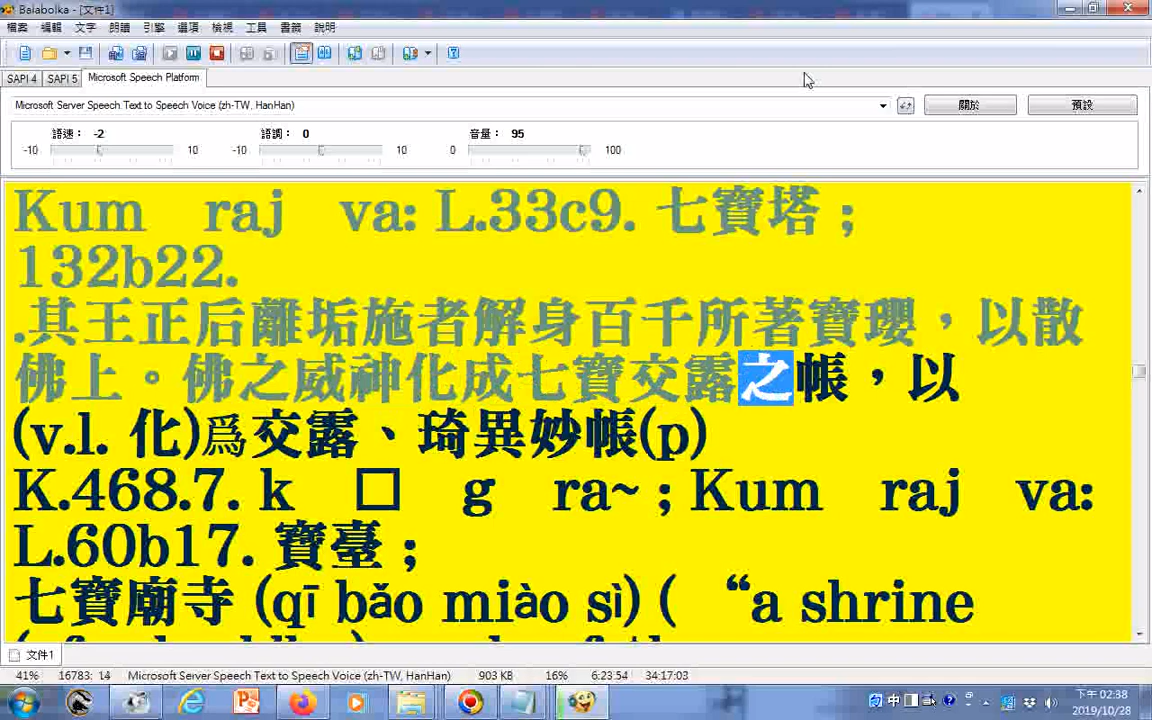 Balabolka - [文件1]
檔案 編輯 文字 朗讀 引擎 選項 檢視 工具 書籤 說明
SAPI 4 SAPI 5 Microsoft Speech Platform
Microsoft Server Speech Text to Speech Voice (zh-TW, HanHan) 關於 預設
語速： -2 語調： 0 音量： 95
-10 10 -10 10 0 100
Kum raj va: L.33c9. 七寶塔；
132b22.
.其王正后離垢施者解身百千所著寶瓔，以散
佛上。佛之威神化成七寶交露之帳，以
(v.l. 化)爲交露、琦異妙帳(p)
K.468.7. k □ g ra~；Kum raj va:
L.60b17. 寶臺；
七寶廟寺 (qī bǎo miào sì) ( “a shrine
文件1
41% 16783: 14 Microsoft Server Speech Text to Speech Voice (zh-TW, HanHan) 903 KB 16% 6:23:54 34:17:03
中 下午 02:38
2019/10/28